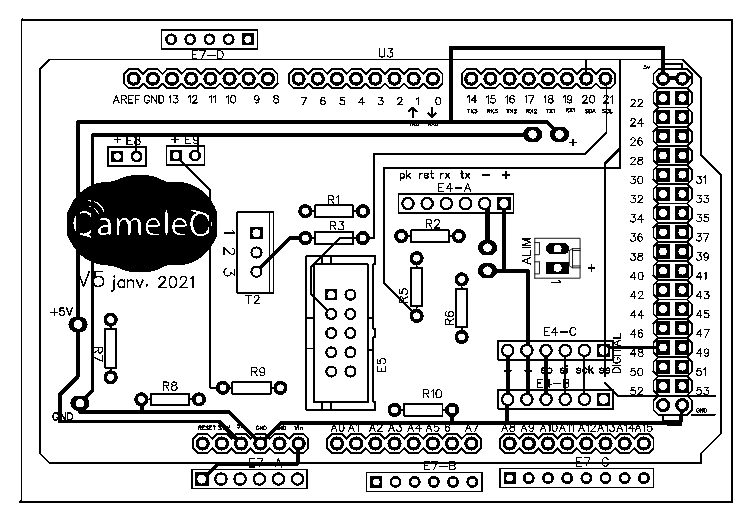 E7-D
U3
5V
AREF GND 13 12 11 10 9 8
7 6 5 4 3 2 1 0
14 15 16 17 18 19 20 21
TX3 RX3 TX2 RX2 TX1 RX1 SDA SCL
22
24
+ E8
+ E9
+
26
28
pk rst rx tx - +
E4-A
30 31
32 33
R1
R3
R2
CameleO
1
2
3
34 35
36 37
ALIM
+
1
38 39
V5 janv. 2021
40 41
T2
R5
R6
42 43
44 45
+5V
46 47
E4-C
R7
E5
48 49
DIGITAL
50 51
SO SI SCK SS
E4-B
R9
R8
52 53
R10
GND
GND
RESET
GND
Vin
A0 A1 A2 A3 A4 A5 6 A7
A8 A9 A10 A11 A12 A13 A14 A15
E7-A
E7-B
E7-C